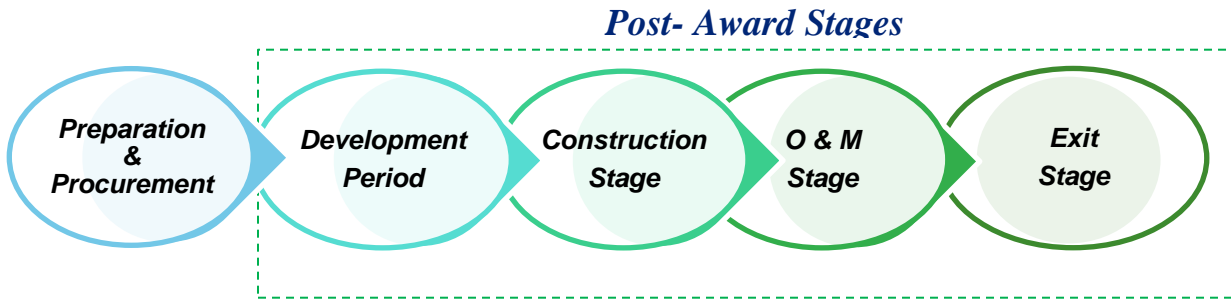 Post- Award Stages
Preparation
&
Procurement
Development
Period
Construction
Stage
O & M
Stage
Exit
Stage